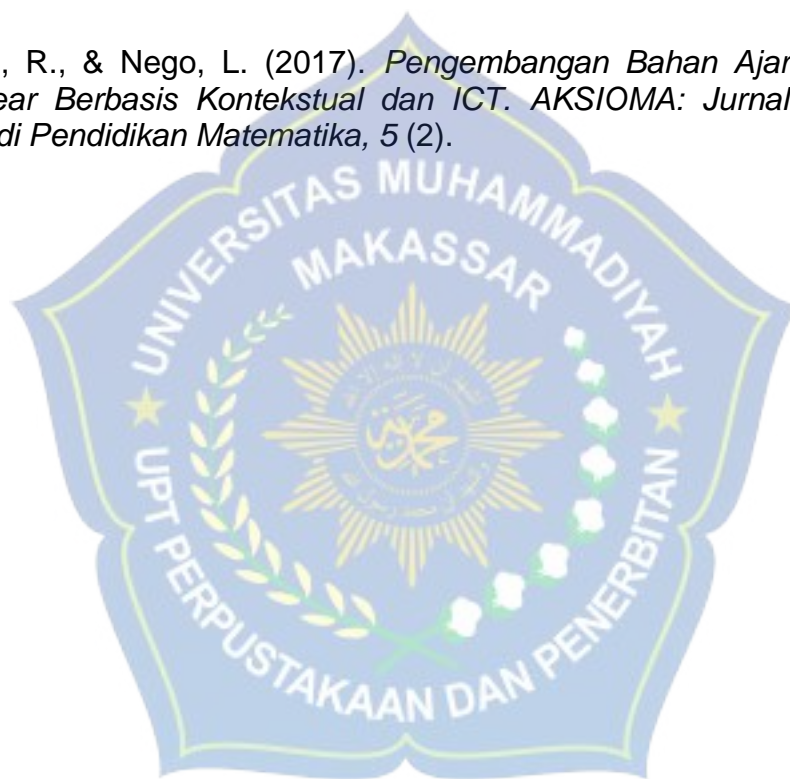 , R., & Nego, L. (2017). Pengembangan Bahan Ajar
ear Berbasis Kontekstual dan ICT. AKSIOMA: Jurnal
di Pendidikan Matematika, 5 (2).
UNIVERSITAS MUHAMMADIYAH
MAKASSAR
UPT PERPUSTAKAAN DAN PENERBITAN
محمد